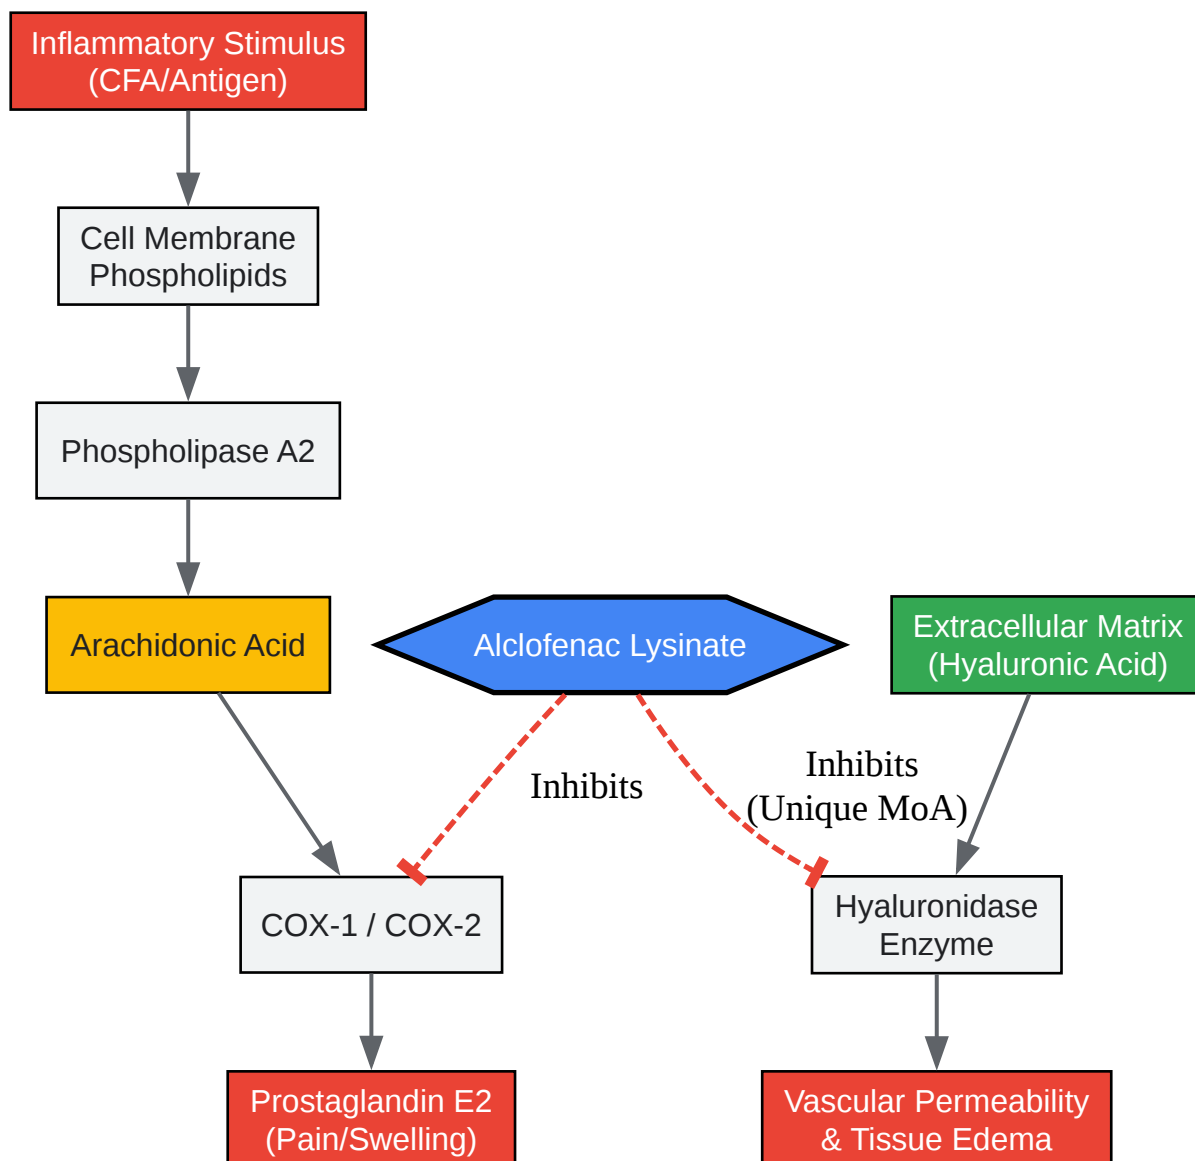 Inflammatory Stimulus
(CFA/Antigen)
Cell Membrane
Phospholipids
Phospholipase A2
Arachidonic Acid
Alclofenac Lysinate
Extracellular Matrix
(Hyaluronic Acid)
Inhibits
Inhibits
(Unique MoA)
COX-1 / COX-2
Hyaluronidase
Enzyme
Prostaglandin E2
(Pain/Swelling)
Vascular Permeability
& Tissue Edema